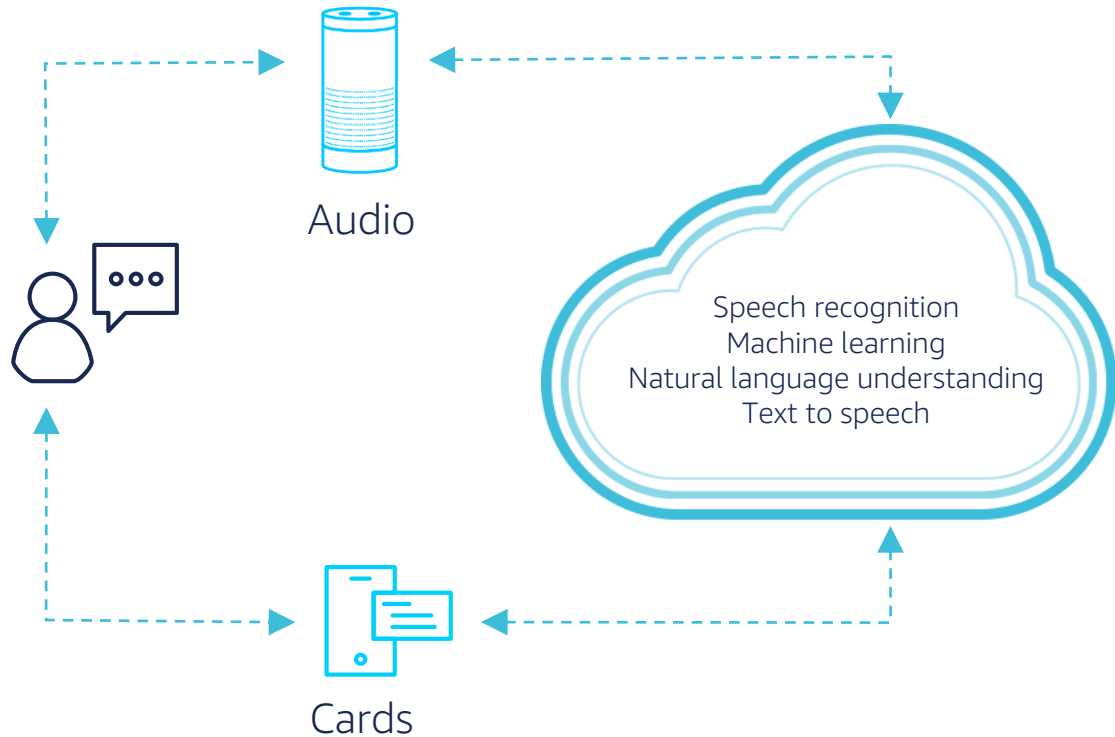 Audio
Speech recognition
Machine learning
Natural language understanding
Text to speech
Cards